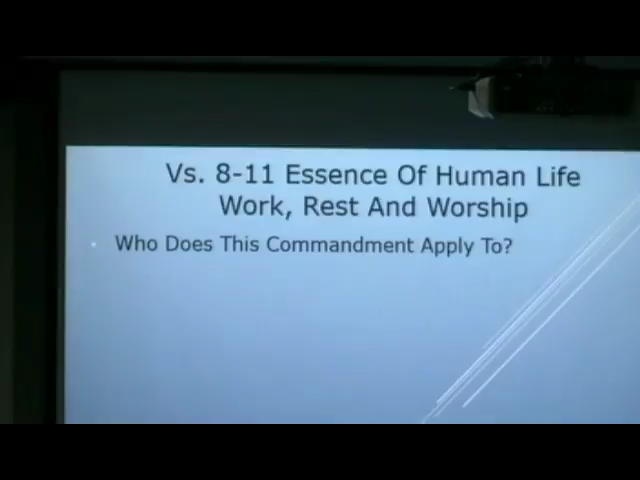 Vs. 8-11 Essence Of Human Life
Work, Rest And Worship
Who Does This Commandment Apply To?